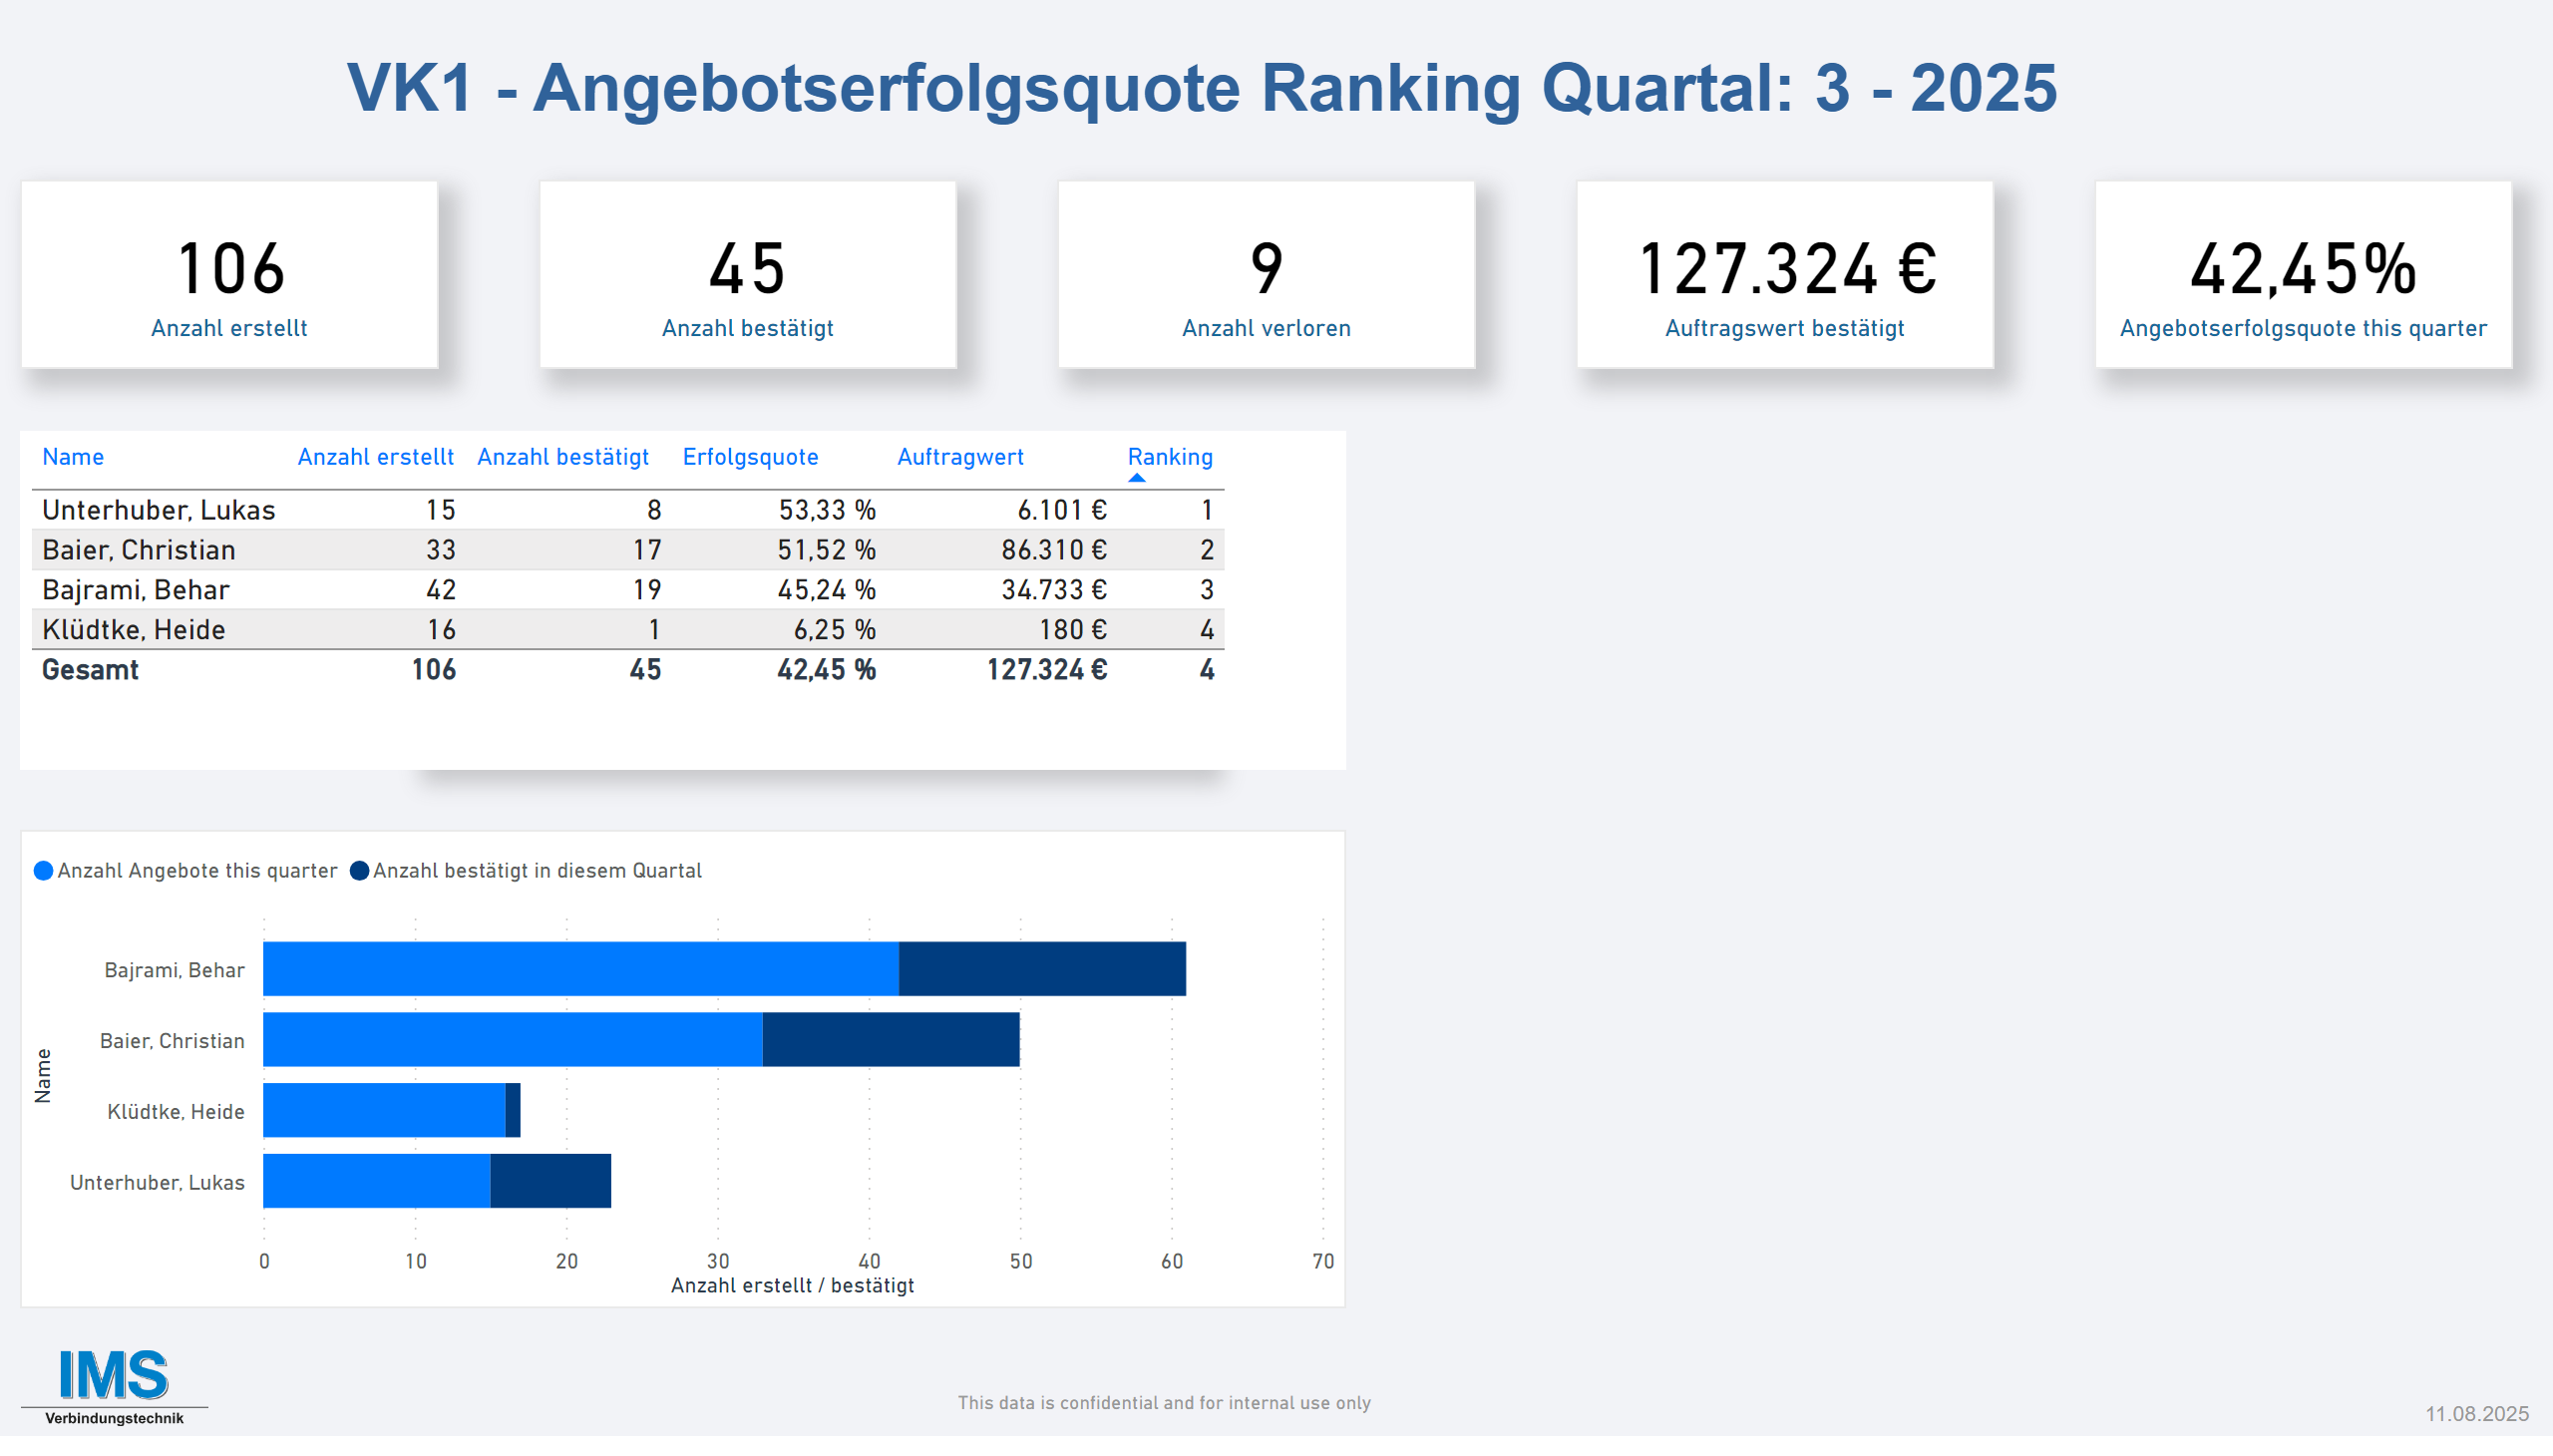 VK1 - Angebotserfolgsquote Ranking Quartal: 3 - 2025
106
Anzahl erstellt
45
Anzahl bestätigt
9
Anzahl verloren
127.324 €
Auftragswert bestätigt
42,45%
Angebotserfolgsquote this quarter
Name Anzahl erstellt Anzahl bestätigt Erfolgsquote Auftragwert Ranking
Unterhuber, Lukas 15 8 53,33 % 6.101 € 1
Baier, Christian 33 17 51,52 % 86.310 € 2
Bajrami, Behar 42 19 45,24 % 34.733 € 3
Klüdtke, Heide 16 1 6,25 % 180 € 4
Gesamt 106 45 42,45 % 127.324 € 4
Anzahl Angebote this quarter Anzahl bestätigt in diesem Quartal
Name
Bajrami, Behar
Baier, Christian
Klüdtke, Heide
Unterhuber, Lukas
0 10 20 30 40 50 60 70
Anzahl erstellt / bestätigt
IMS
Verbindungstechnik
This data is confidential and for internal use only
11.08.2025